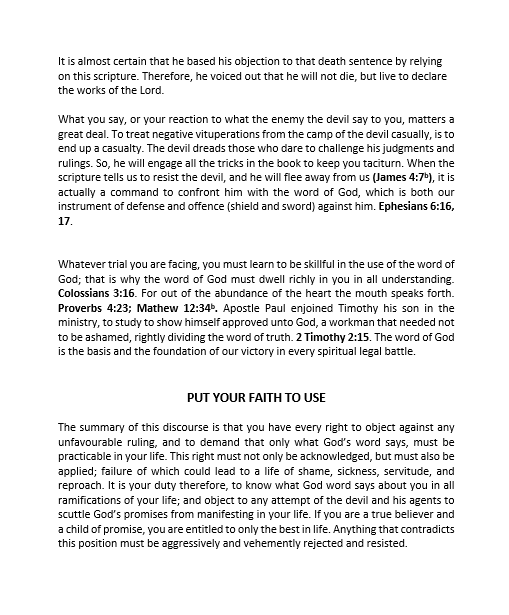 It is almost certain that he based his objection to that death sentence by relying
on this scripture. Therefore, he voiced out that he will not die, but live to declare
the works of the Lord.
What you say, or your reaction to what the enemy the devil say to you, matters a
great deal. To treat negative vituperations from the camp of the devil casually, is to
end up a casualty. The devil dreads those who dare to challenge his judgments and
rulings. So, he will engage all the tricks in the book to keep you taciturn. When the
scripture tells us to resist the devil, and he will flee away from us (James 4:7ᵇ), it is
actually a command to confront him with the word of God, which is both our
instrument of defense and offence (shield and sword) against him. Ephesians 6:16,
17.
Whatever trial you are facing, you must learn to be skillful in the use of the word of
God; that is why the word of God must dwell richly in you in all understanding.
Colossians 3:16. For out of the abundance of the heart the mouth speaks forth.
Proverbs 4:23; Mathew 12:34ᵇ. Apostle Paul enjoined Timothy his son in the
ministry, to study to show himself approved unto God, a workman that needed not
to be ashamed, rightly dividing the word of truth. 2 Timothy 2:15. The word of God
is the basis and the foundation of our victory in every spiritual legal battle.
PUT YOUR FAITH TO USE
The summary of this discourse is that you have every right to object against any
unfavourable ruling, and to demand that only what God's word says, must be
practicable in your life. This right must not only be acknowledged, but must also be
applied; failure of which could lead to a life of shame, sickness, servitude, and
reproach. It is your duty therefore, to know what God word says about you in all
ramifications of your life; and object to any attempt of the devil and his agents to
scuttle God's promises from manifesting in your life. If you are a true believer and
a child of promise, you are entitled to only the best in life. Anything that contradicts
this position must be aggressively and vehemently rejected and resisted.